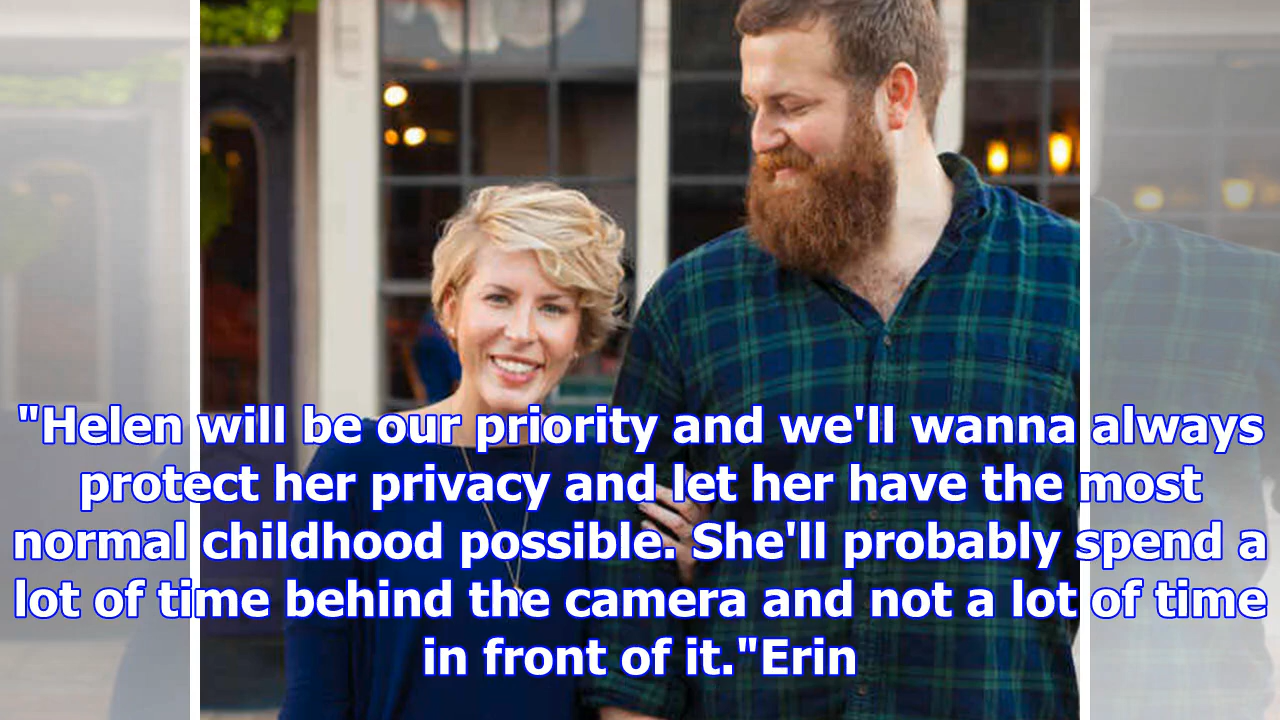 "Helen will be our priority and we'll wanna always
protect her privacy and let her have the most
normal childhood possible. She'll probably spend a
lot of time behind the camera and not a lot of time
in front of it."Erin